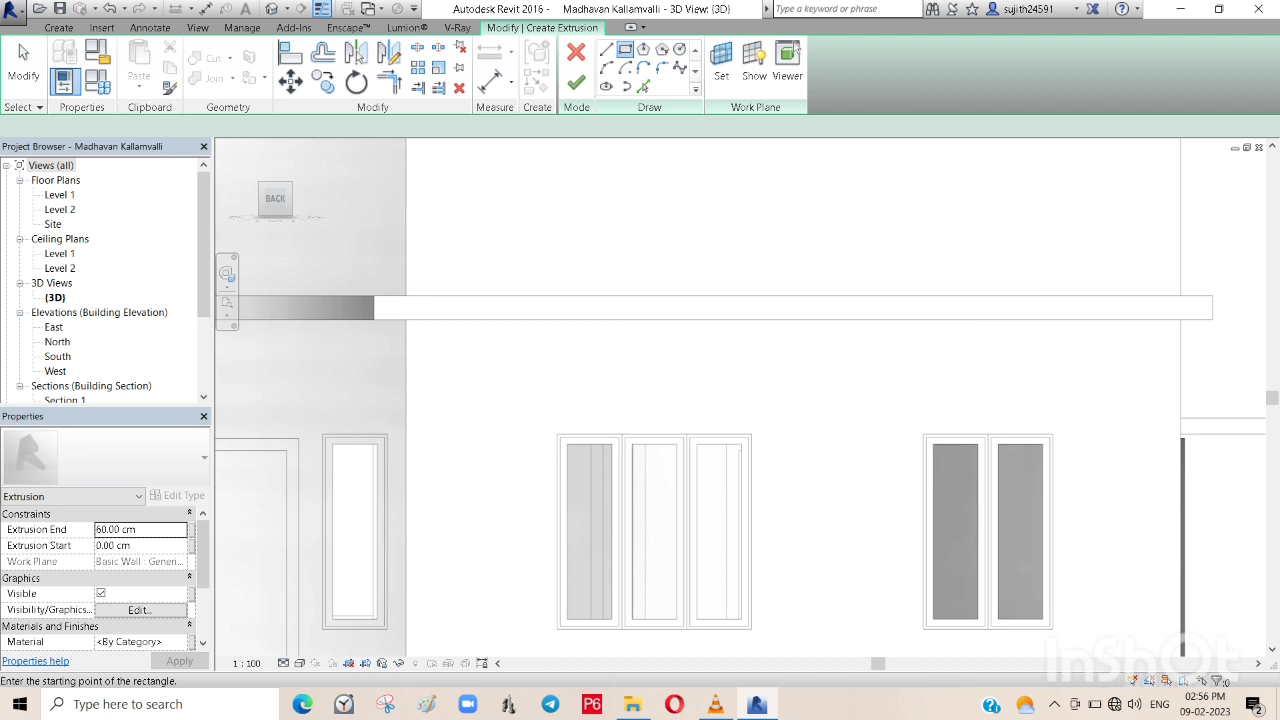 Autodesk Revit 2016 - Madhavan Kallamvalli - 3D View: {3D}
Type a keyword or phrase
sujritc4591
Create
Insert
Annotate
View
Manage
Add-Ins
Enscape™
Lumion®
V-Ray
Modify | Create Extrusion
Modify
Paste
Cut
Join
Set
Show
Viewer
Select
Properties
Clipboard
Geometry
Modify
Measure
Create
Mode
Draw
Work Plane
Project Browser - Madhavan Kallamvalli
Views (all)
Floor Plans
Level 1
Level 2
Site
Ceiling Plans
Level 1
Level 2
3D Views
{3D}
Elevations (Building Elevation)
East
North
South
West
Sections (Building Section)
Section 1
BACK
Properties
Extrusion
Edit Type
Constraints
Extrusion End 60.00 cm
Extrusion Start 0.00 cm
Work Plane Basic Wall : Generi...
Graphics
Visible
Visibility/Graphics... Edit...
Materials and Finishes
Material <By Category>
Properties help
Apply
1 : 100
InShOt
Enter the starting point of the rectangle.
:0
Type here to search
P6
02:56 PM
09-02-2023
2